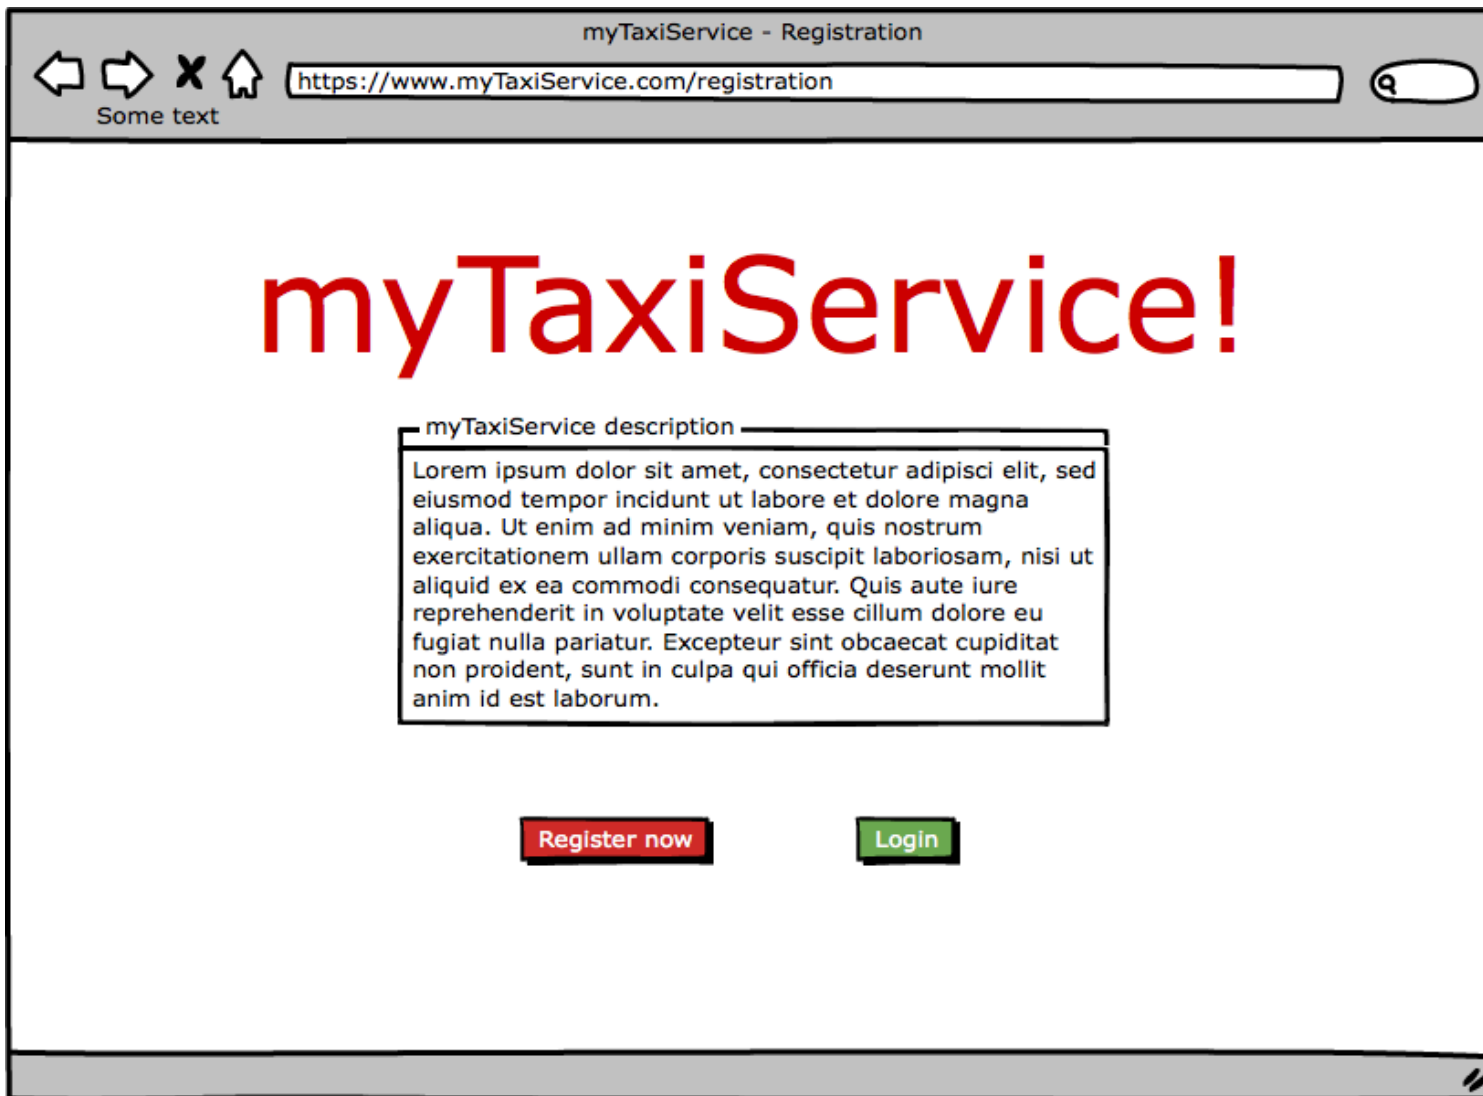 myTaxiService - Registration
https://www.myTaxiService.com/registration
Some text
myTaxiService!
myTaxiService description
Lorem ipsum dolor sit amet, consectetur adipisci elit, sed
eiusmod tempor incidunt ut labore et dolore magna
aliqua. Ut enim ad minim veniam, quis nostrum
exercitationem ullam corporis suscipit laboriosam, nisi ut
aliquid ex ea commodi consequatur. Quis aute iure
reprehenderit in voluptate velit esse cillum dolore eu
fugiat nulla pariatur. Excepteur sint obcaecat cupiditat
non proident, sunt in culpa qui officia deserunt mollit
anim id est laborum.
Register now
Login